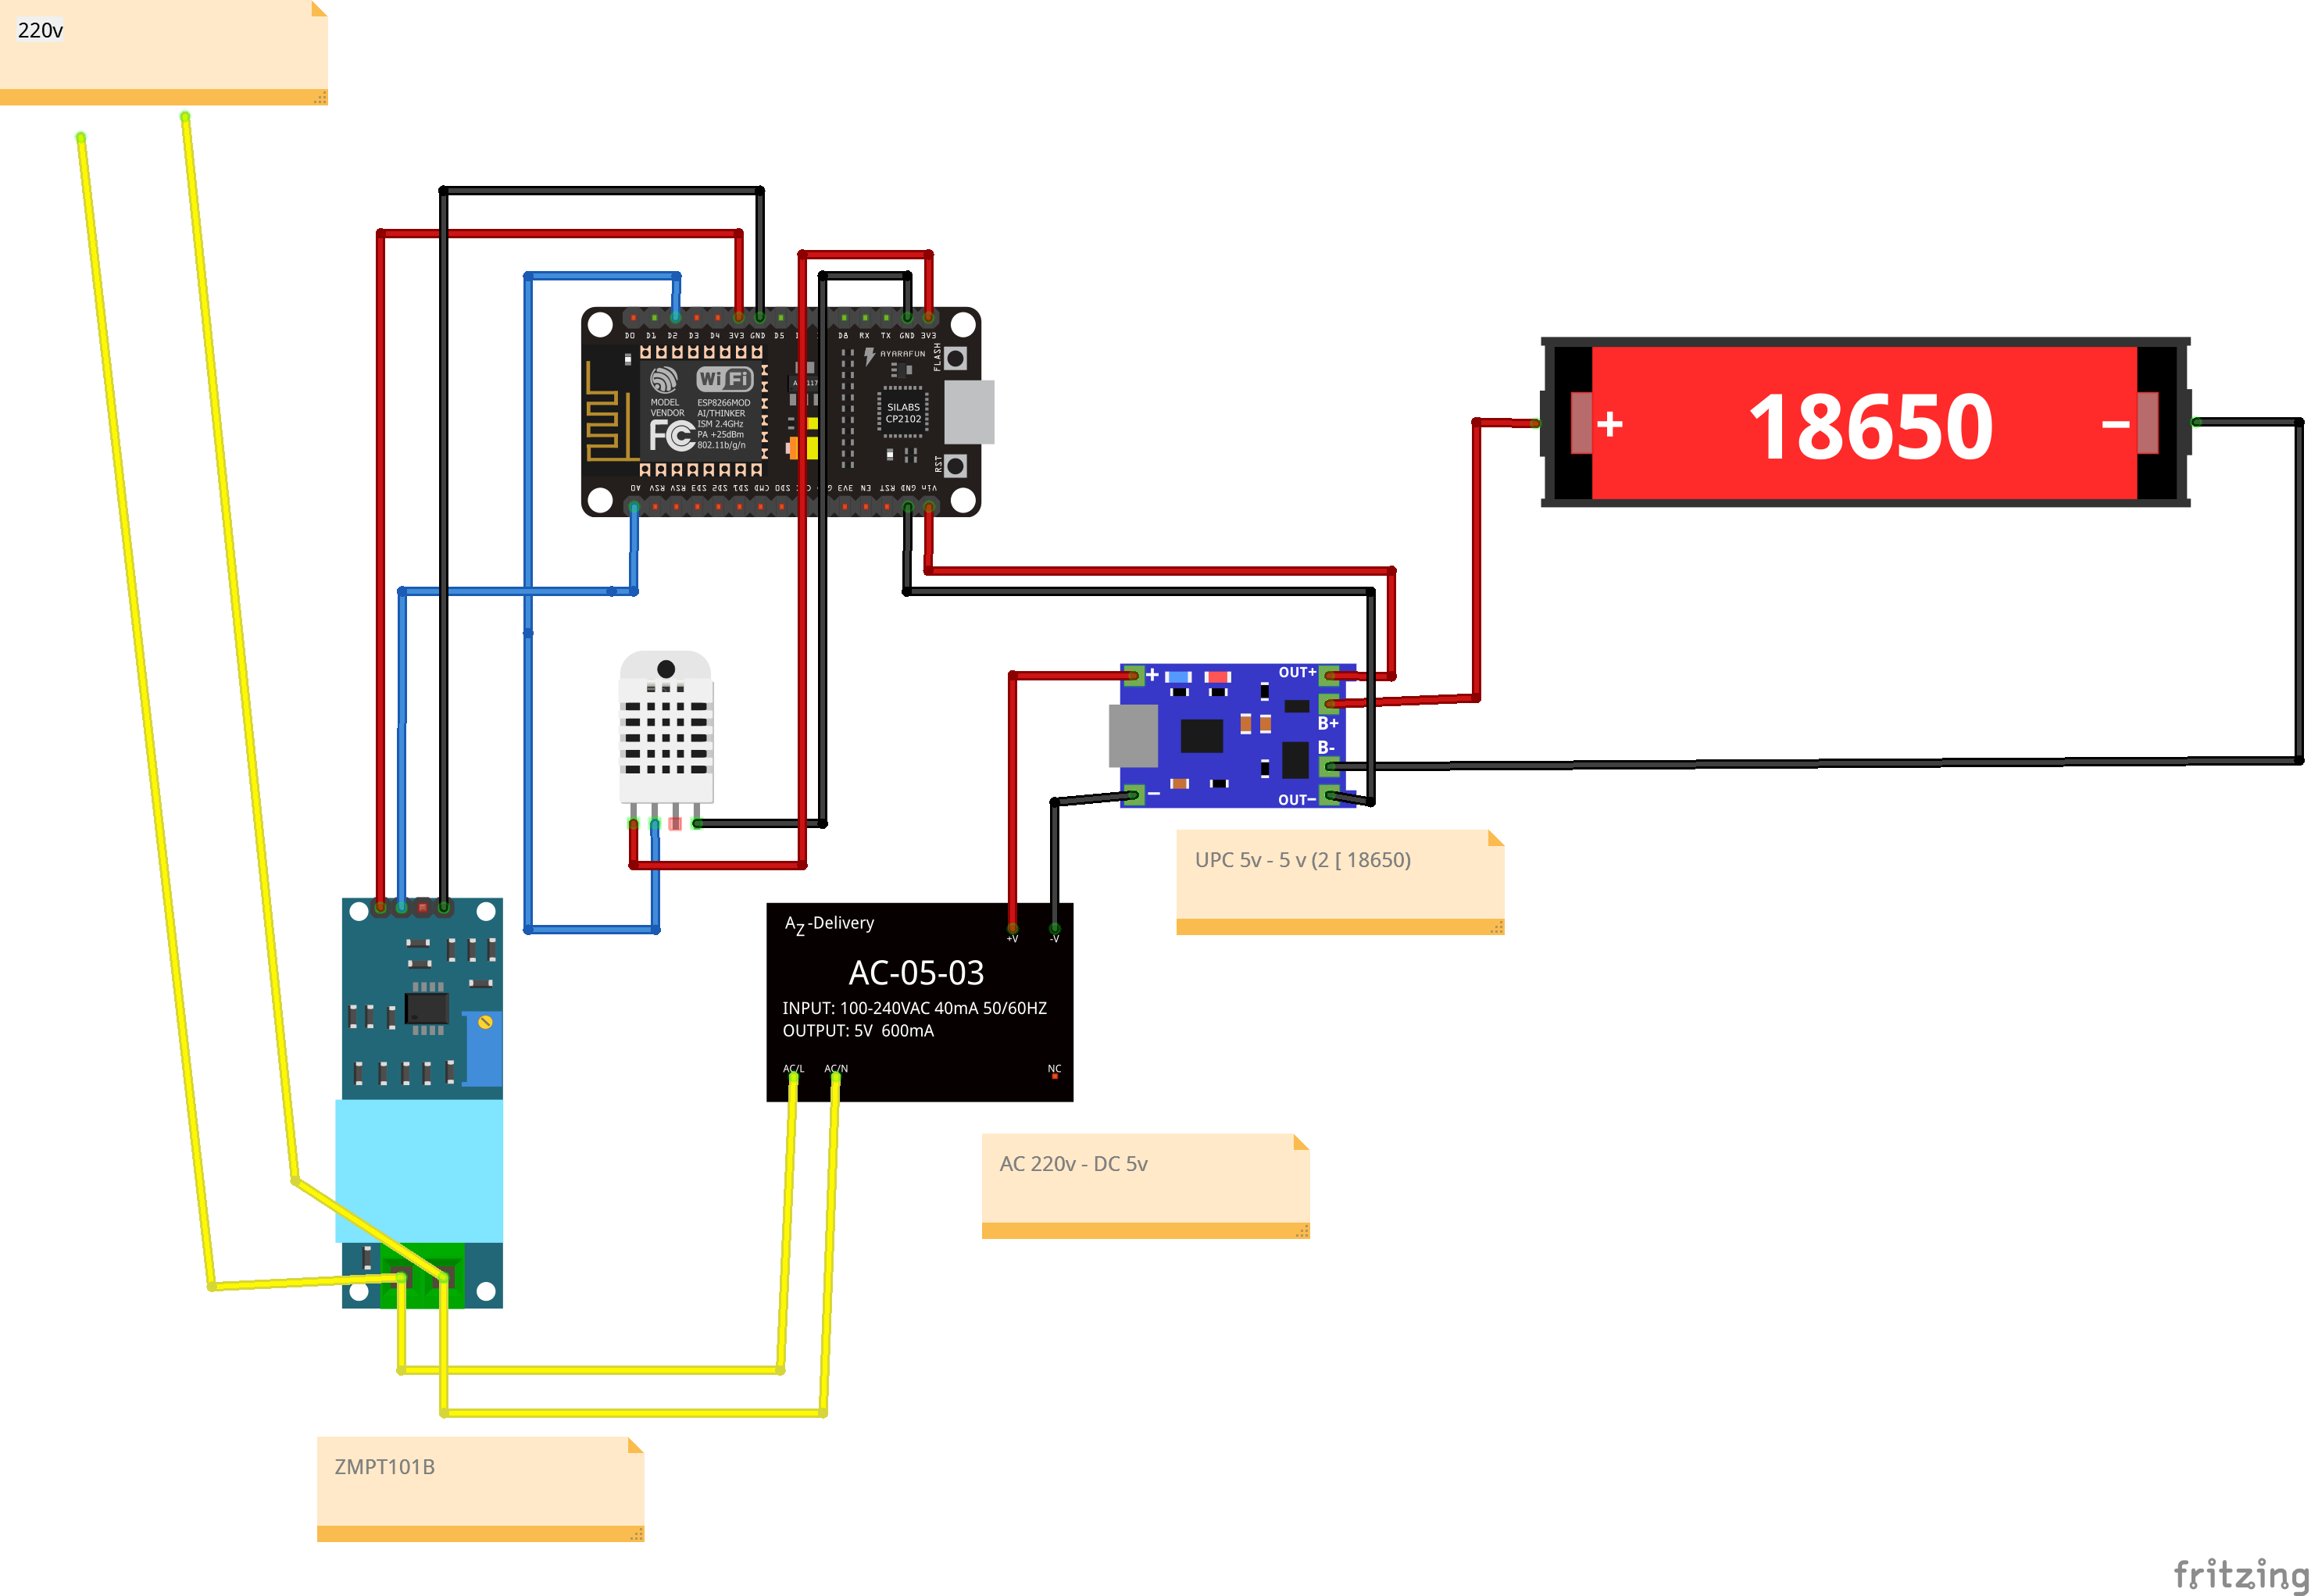 220v
D0 D1 D2 D3 D4 3V3 GND D5
D8 RX TX GND 3V3
AYARAFUN
FLASH
WiFi
MODEL
VENDOR
ESP8266MOD
AI/THINKER
ISM 2.4GHz
PA +25dBm
802.11b/g/n
FC
SILABS
CP2102
RST
A0 RSV RSV SD3 SD2 SD1 CMD SD0
3V3 EN RST GND Vin
+ 18650 −
+
OUT+
B+
B-
−
OUT−
UPC 5v - 5 v (2 [ 18650)
AZ-Delivery
+V -V
AC-05-03
INPUT: 100-240VAC 40mA 50/60HZ
OUTPUT: 5V 600mA
AC/L AC/N NC
AC 220v - DC 5v
ZMPT101B
fritzing